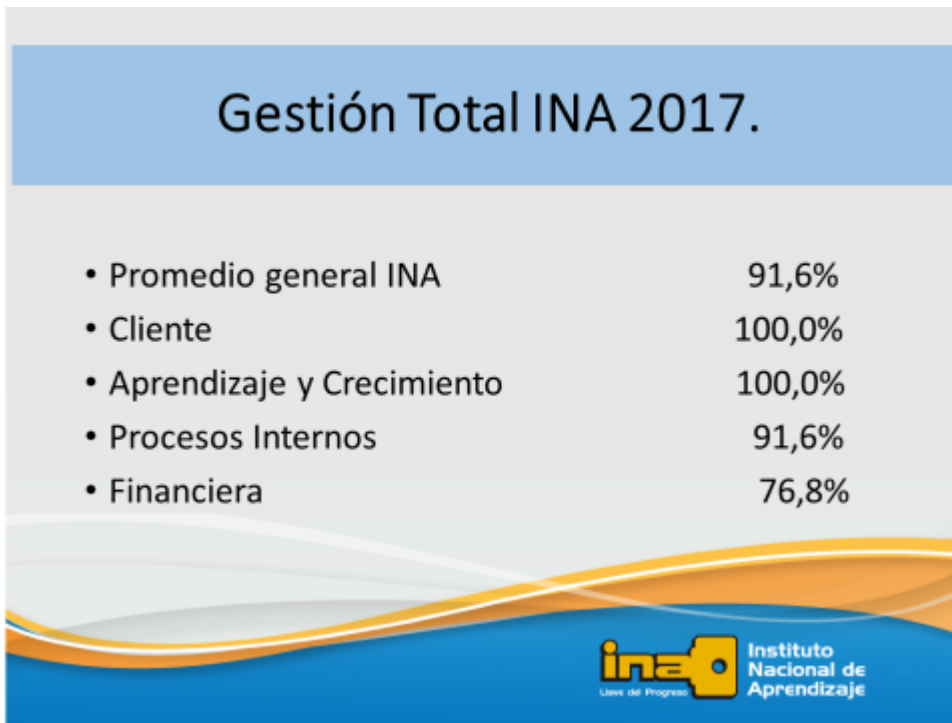 Gestión Total INA 2017.
• Promedio general INA 91,6%
• Cliente 100,0%
• Aprendizaje y Crecimiento 100,0%
• Procesos Internos 91,6%
• Financiera 76,8%
ina
Llave del Progreso
Instituto
Nacional de
Aprendizaje